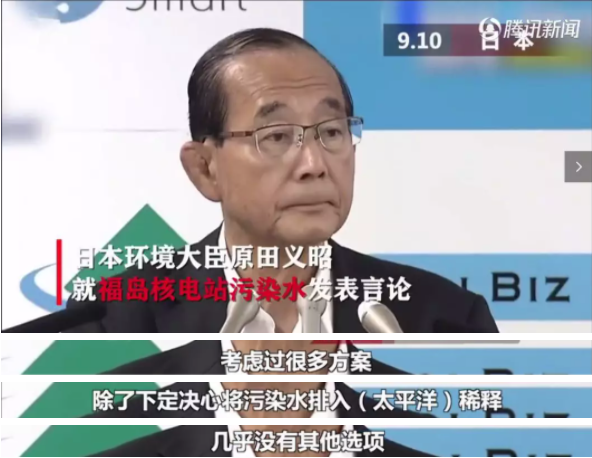 Smart
腾讯新闻
9.10 日本
BIZ
日本环境大臣原田义昭
就福岛核电站污染水发表言论
考虑过很多方案
除了下定决心将污染水排入（太平洋）稀释
几乎没有其他选项